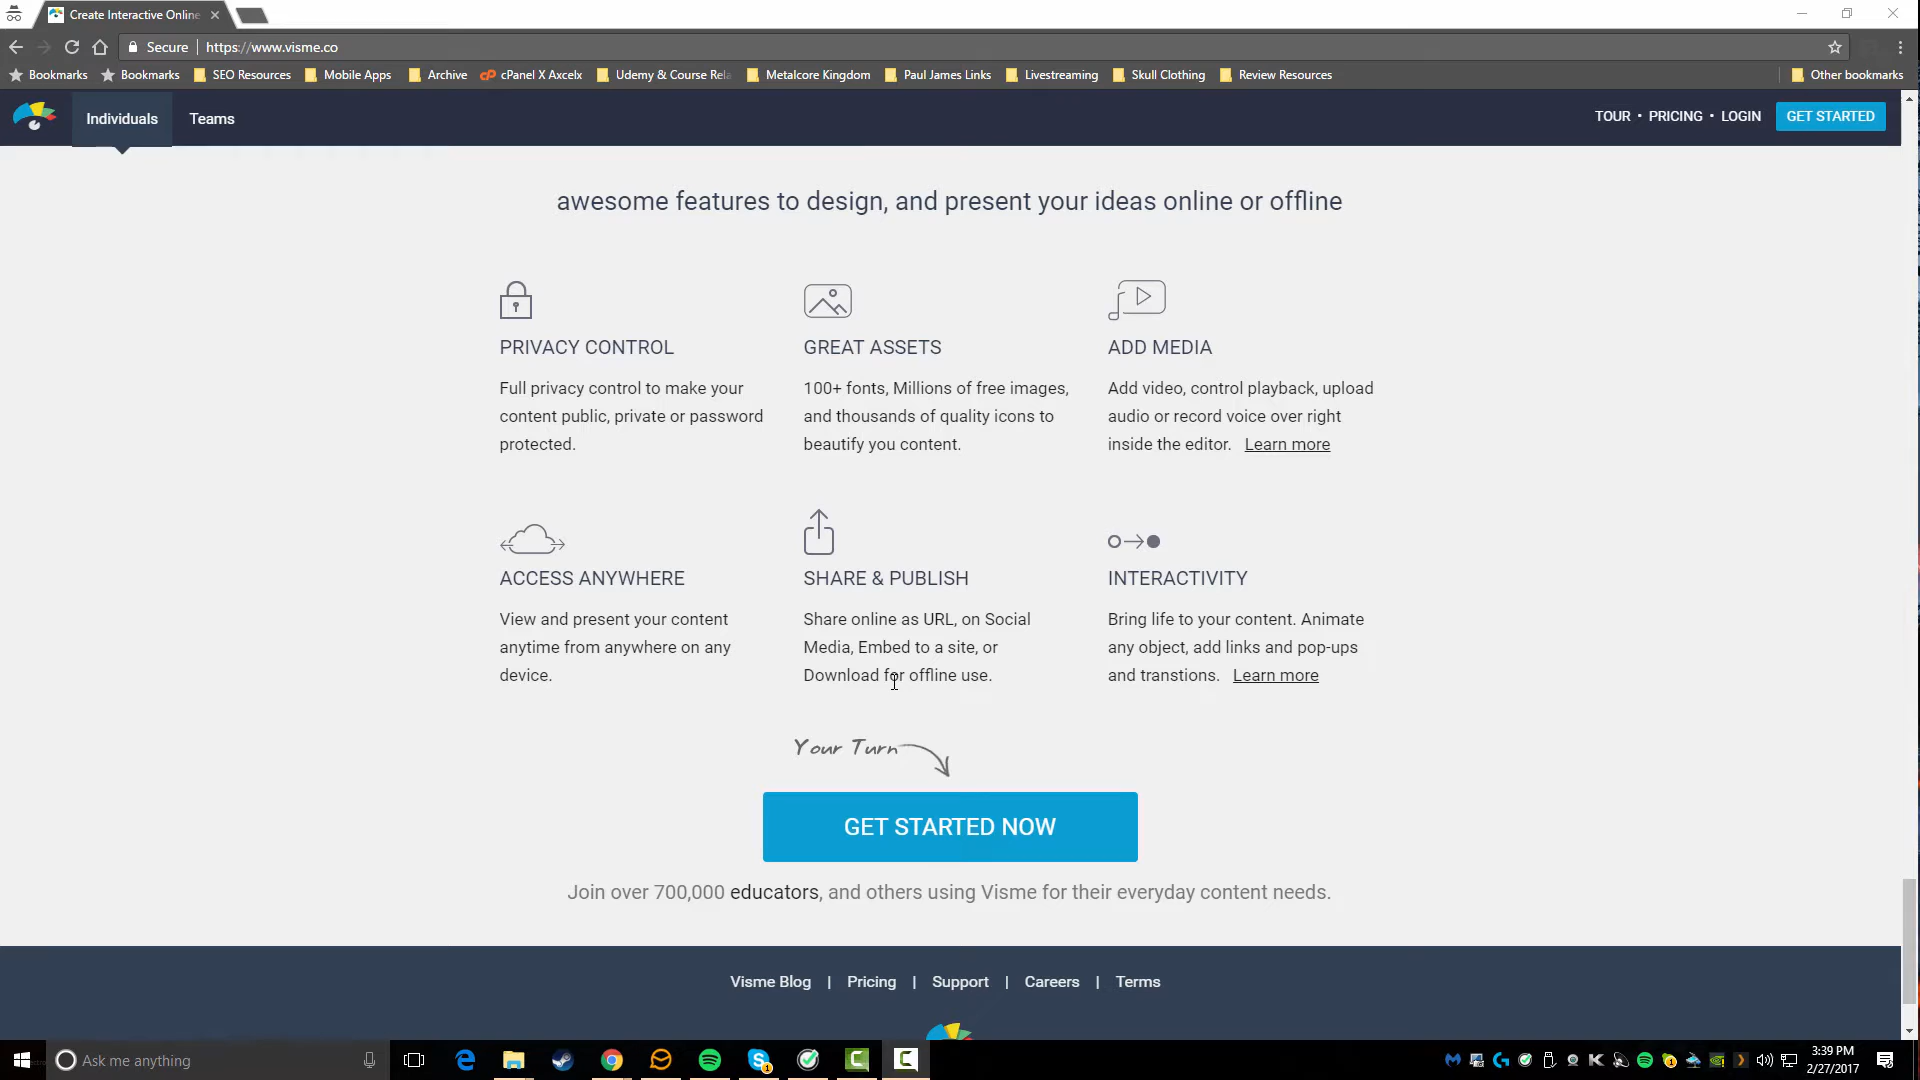 Create Interactive Online
Secure https://www.visme.co
Bookmarks Bookmarks SEO Resources Mobile Apps Archive cPanel X Axcelx Udemy & Course Rela Metalcore Kingdom Paul James Links Livestreaming Skull Clothing Review Resources Other bookmarks
Individuals Teams TOUR • PRICING • LOGIN GET STARTED
awesome features to design, and present your ideas online or offline
PRIVACY CONTROL
Full privacy control to make your
content public, private or password
protected.
GREAT ASSETS
100+ fonts, Millions of free images,
and thousands of quality icons to
beautify you content.
ADD MEDIA
Add video, control playback, upload
audio or record voice over right
inside the editor. Learn more
ACCESS ANYWHERE
View and present your content
anytime from anywhere on any
device.
SHARE & PUBLISH
Share online as URL, on Social
Media, Embed to a site, or
Download for offline use.
INTERACTIVITY
Bring life to your content. Animate
any object, add links and pop-ups
and transtions. Learn more
Your Turn
GET STARTED NOW
Join over 700,000 educators, and others using Visme for their everyday content needs.
Visme Blog | Pricing | Support | Careers | Terms
Ask me anything
3:39 PM
2/27/2017